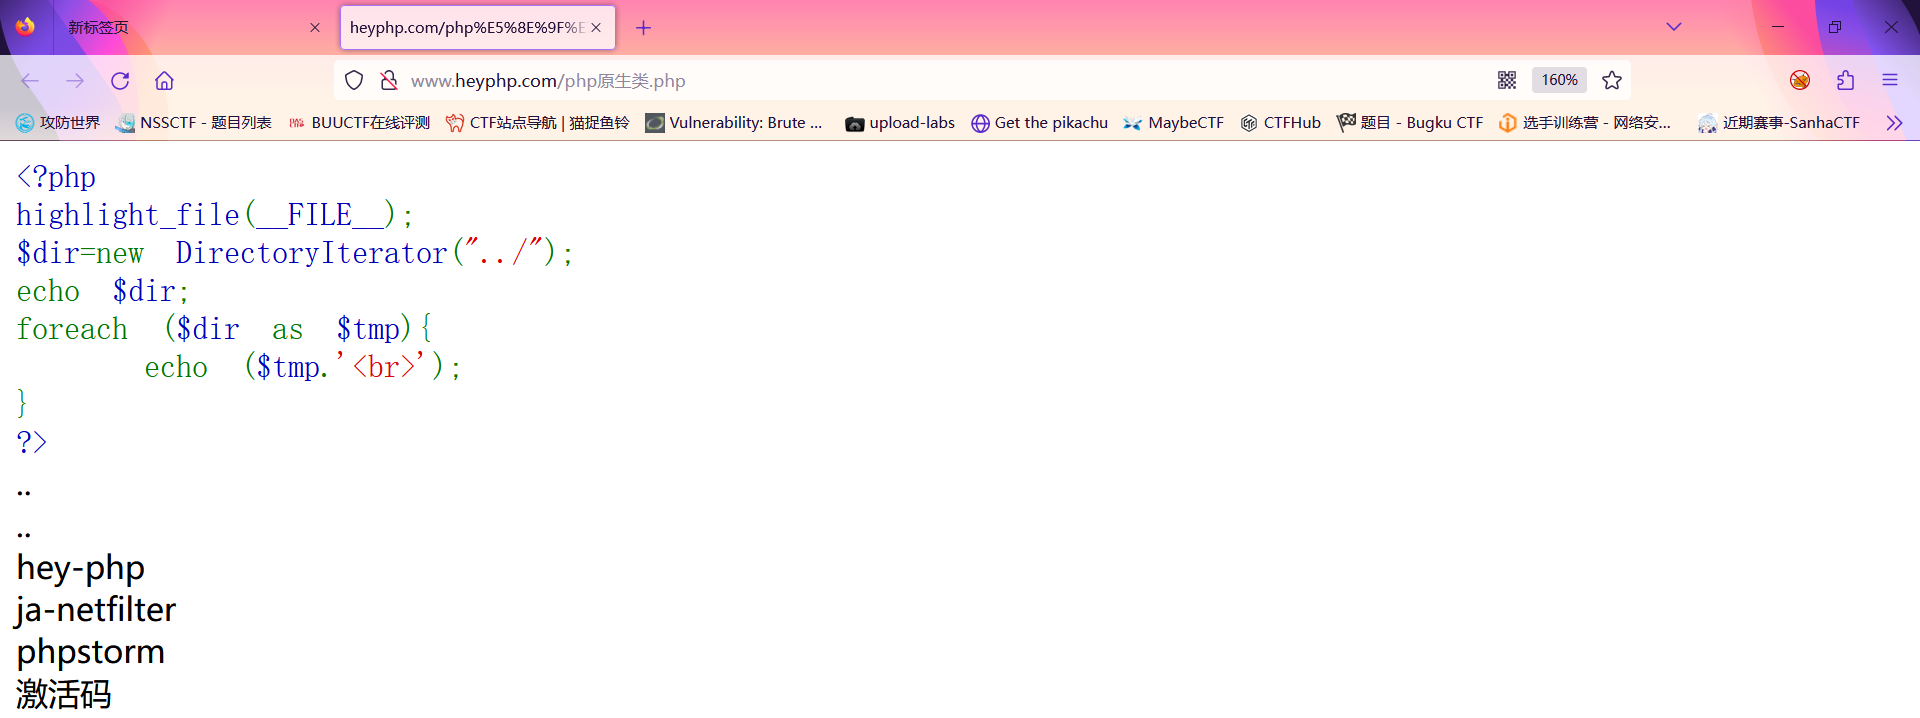 新标签页
heyphp.com/php%E5%8E%9F%E
www.heyphp.com/php原生类.php
160%
攻防世界
NSSCTF - 题目列表
BUUCTF在线评测
CTF站点导航 | 猫捉鱼铃
Vulnerability: Brute ...
upload-labs
Get the pikachu
MaybeCTF
CTFHub
题目 - Bugku CTF
选手训练营 - 网络安...
近期赛事-SanhaCTF
<?php
highlight_file(__FILE__);
$dir=new DirectoryIterator("../");
echo $dir;
foreach ($dir as $tmp){
echo ($tmp.'<br>');
}
?>
..
..
hey-php
ja-netfilter
phpstorm
激活码